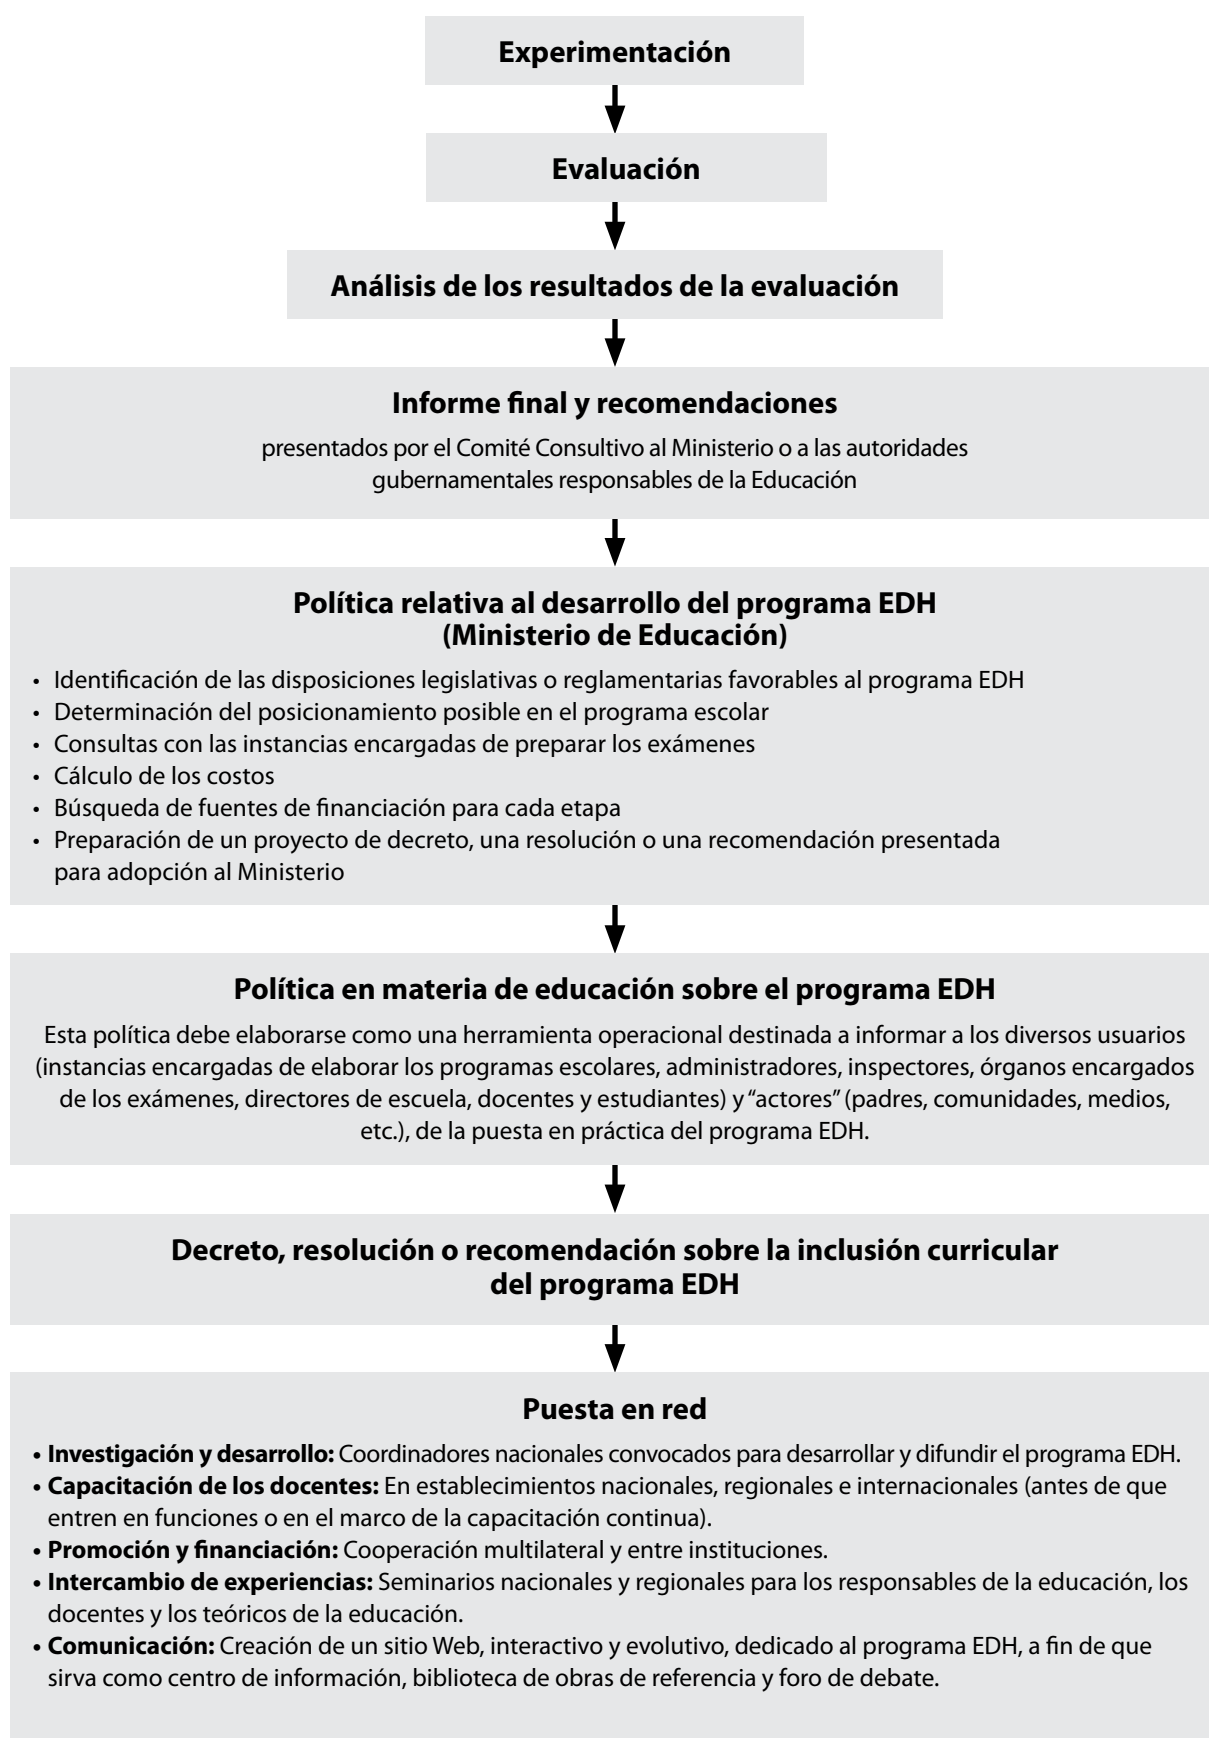 Experimentación
Evaluación
Análisis de los resultados de la evaluación
Informe final y recomendaciones
presentados por el Comité Consultivo al Ministerio o a las autoridades
gubernamentales responsables de la Educación
Política relativa al desarrollo del programa EDH
(Ministerio de Educación)
• Identificación de las disposiciones legislativas o reglamentarias favorables al programa EDH
• Determinación del posicionamiento posible en el programa escolar
• Consultas con las instancias encargadas de preparar los exámenes
• Cálculo de los costos
• Búsqueda de fuentes de financiación para cada etapa
• Preparación de un proyecto de decreto, una resolución o una recomendación presentada
para adopción al Ministerio
Política en materia de educación sobre el programa EDH
Esta política debe elaborarse como una herramienta operacional destinada a informar a los diversos usuarios
(instancias encargadas de elaborar los programas escolares, administradores, inspectores, órganos encargados
de los exámenes, directores de escuela, docentes y estudiantes) y “actores” (padres, comunidades, medios,
etc.), de la puesta en práctica del programa EDH.
Decreto, resolución o recomendación sobre la inclusión curricular
del programa EDH
Puesta en red
• Investigación y desarrollo: Coordinadores nacionales convocados para desarrollar y difundir el programa EDH.
• Capacitación de los docentes: En establecimientos nacionales, regionales e internacionales (antes de que
entren en funciones o en el marco de la capacitación continua).
• Promoción y financiación: Cooperación multilateral y entre instituciones.
• Intercambio de experiencias: Seminarios nacionales y regionales para los responsables de la educación, los
docentes y los teóricos de la educación.
• Comunicación: Creación de un sitio Web, interactivo y evolutivo, dedicado al programa EDH, a fin de que
sirva como centro de información, biblioteca de obras de referencia y foro de debate.